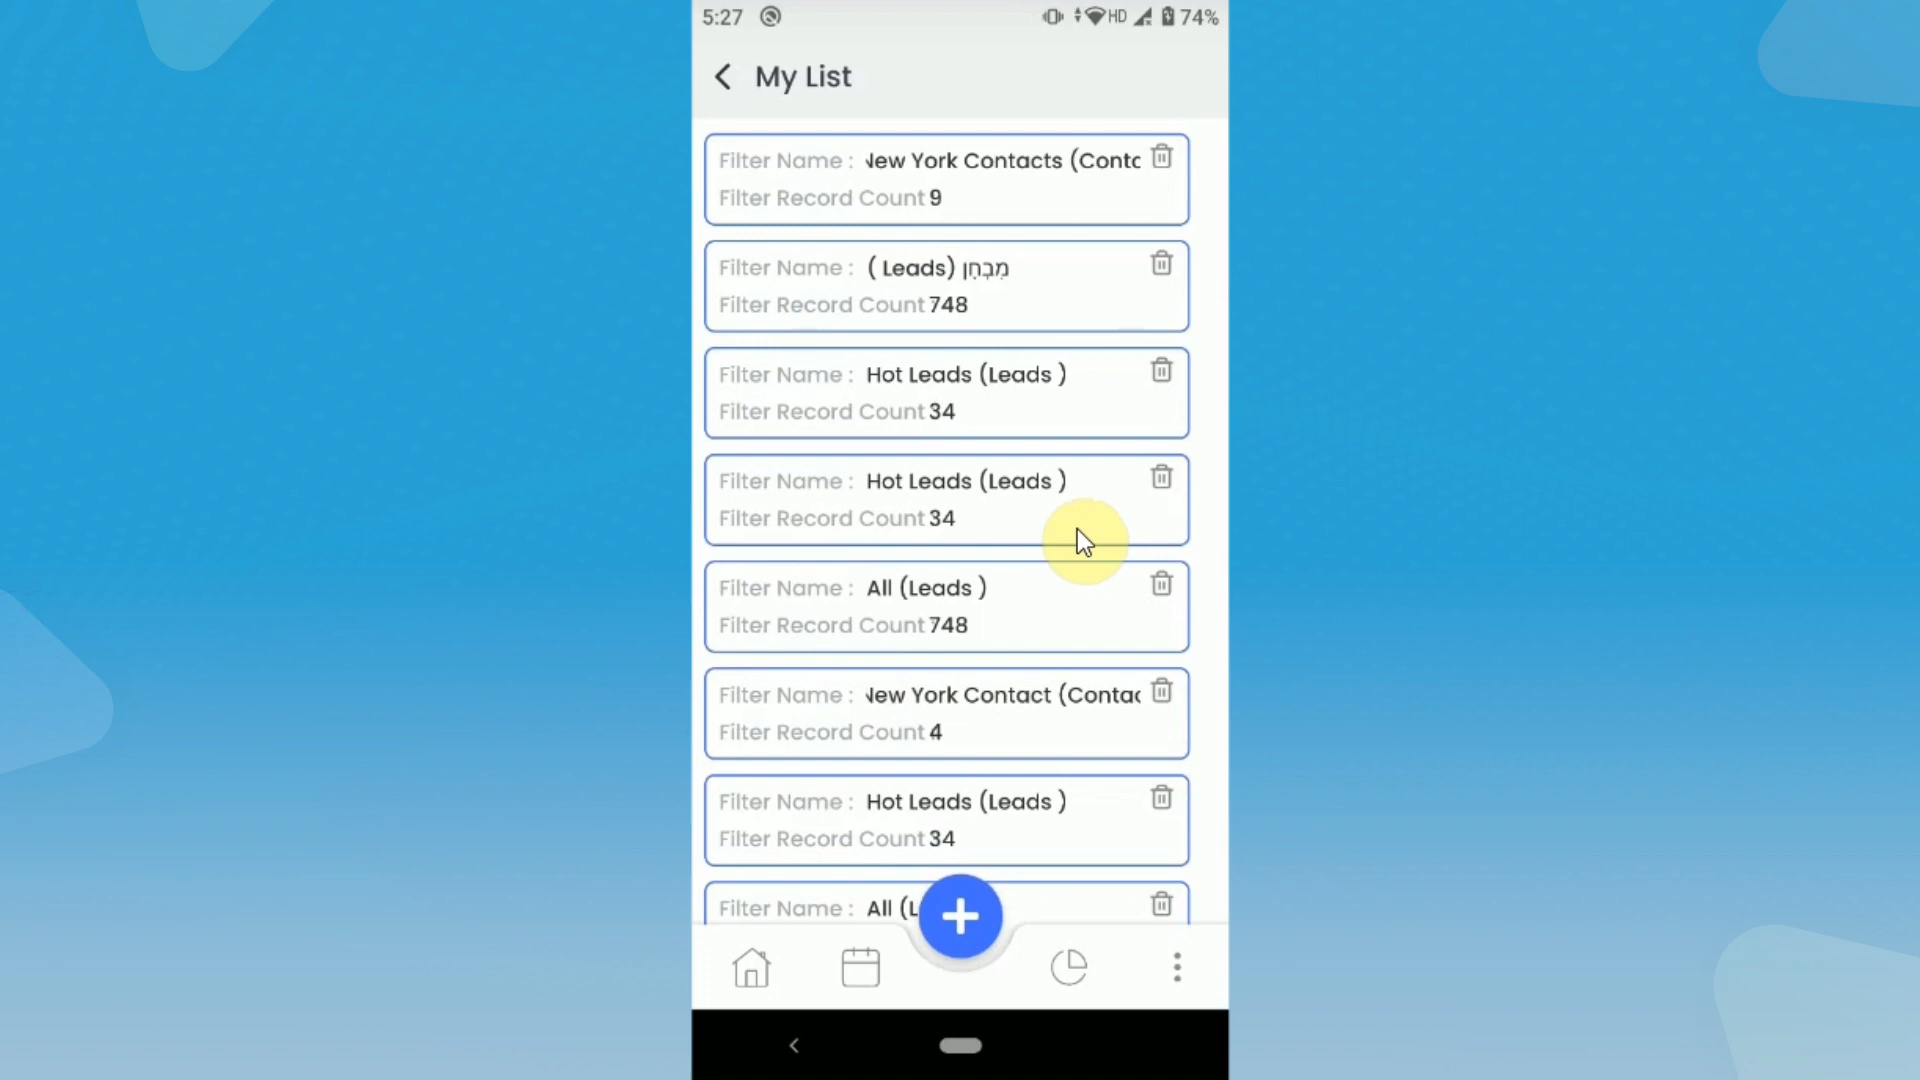 5:27 HD 74%
My List
Filter Name : New York Contacts (Contc
Filter Record Count 9
Filter Name : ( Leads) מִבְחָן
Filter Record Count 748
Filter Name : Hot Leads (Leads )
Filter Record Count 34
Filter Name : Hot Leads (Leads )
Filter Record Count 34
Filter Name : All (Leads )
Filter Record Count 748
Filter Name : New York Contact (Contac
Filter Record Count 4
Filter Name : Hot Leads (Leads )
Filter Record Count 34
Filter Name : All (L